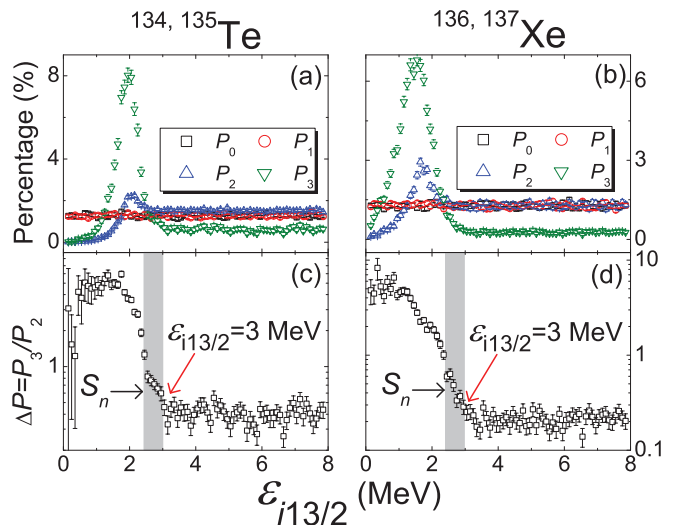 134, 135Te 136, 137Xe
(a) (b)
Percentage (%)
8
4
0
6
3
0
P0 P1
P2 P3
P0 P1
P2 P3
(c) (d)
ΔP=P3/P2
1
10
1
0.1
εi13/2=3 MeV
εi13/2=3 MeV
Sn
Sn
0 2 4 6 8
0 2 4 6 8
εi13/2 (MeV)